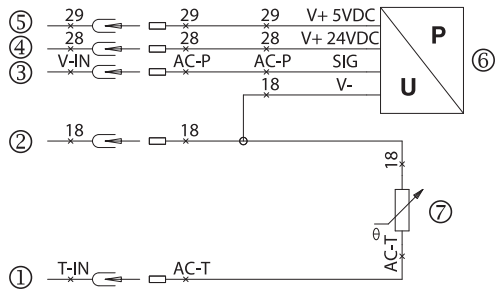 ⑤ 29 29 29 V+ 5VDC
④ 28 28 28 V+ 24VDC
③ V-IN AC-P AC-P SIG
18 V-
P
U
⑥
② 18 18
18
⑦
θ
AC-T
① T-IN AC-T